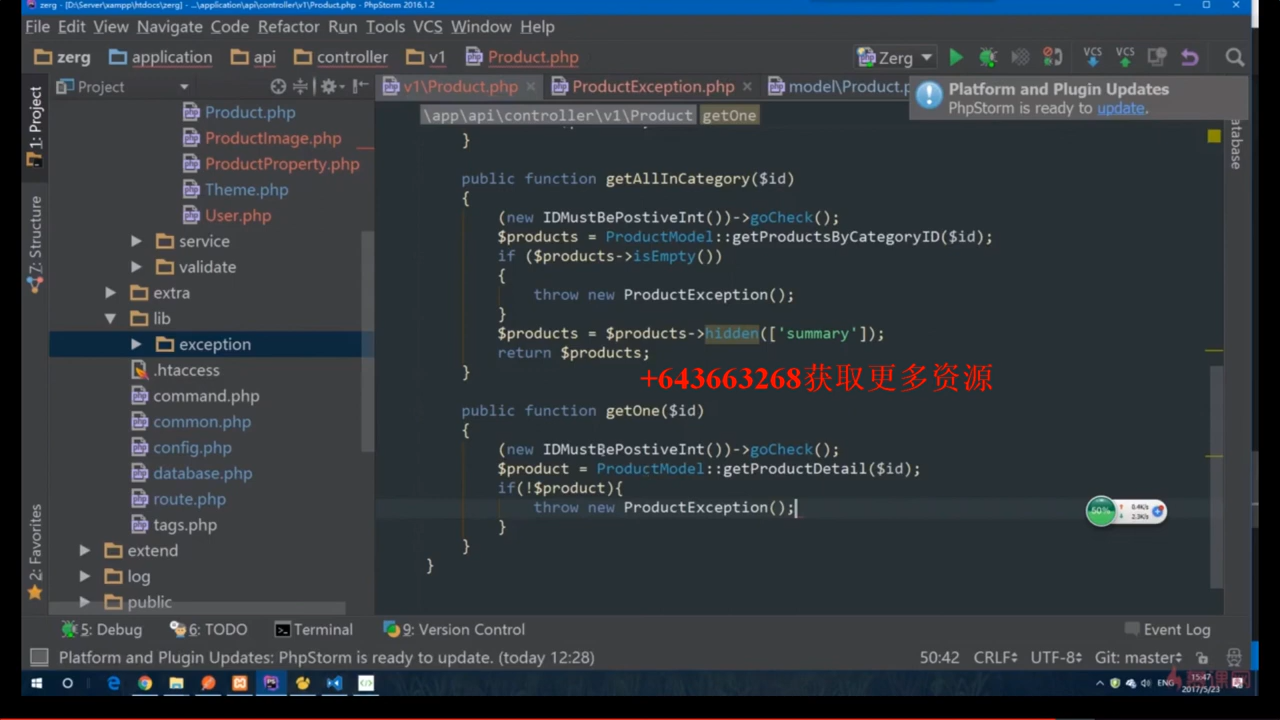 zerg - [D:\Server\xampp\htdocs\zerg] - ...\application\api\controller\v1\Product.php - PhpStorm 2016.1.2
File Edit View Navigate Code Refactor Run Tools VCS Window Help
zerg application api controller v1 Product.php Zerg VCS VCS
Project v1\Product.php ProductException.php model\Product.p
Platform and Plugin Updates
PhpStorm is ready to update.
\app\api\controller\v1\Product getOne
1: Project
7: Structure
2: Favorites
atabase
Product.php
ProductImage.php
ProductProperty.php
Theme.php
User.php
service
validate
extra
lib
exception
.htaccess
command.php
common.php
config.php
database.php
route.php
tags.php
extend
log
public
}
public function getAllInCategory($id)
{
(new IDMustBePostiveInt())->goCheck();
$products = ProductModel::getProductsByCategoryID($id);
if ($products->isEmpty())
{
throw new ProductException();
}
$products = $products->hidden(['summary']);
return $products;
}
+643663268获取更多资源
public function getOne($id)
{
(new IDMustBePostiveInt())->goCheck();
$product = ProductModel::getProductDetail($id);
if(!$product){
throw new ProductException();
}
}
}
50%
0.4K/s
2.3K/s
5: Debug 6: TODO Terminal 9: Version Control Event Log
Platform and Plugin Updates: PhpStorm is ready to update. (today 12:28) 50:42 CRLF UTF-8 Git: master
ENG 15:47
2017/5/23